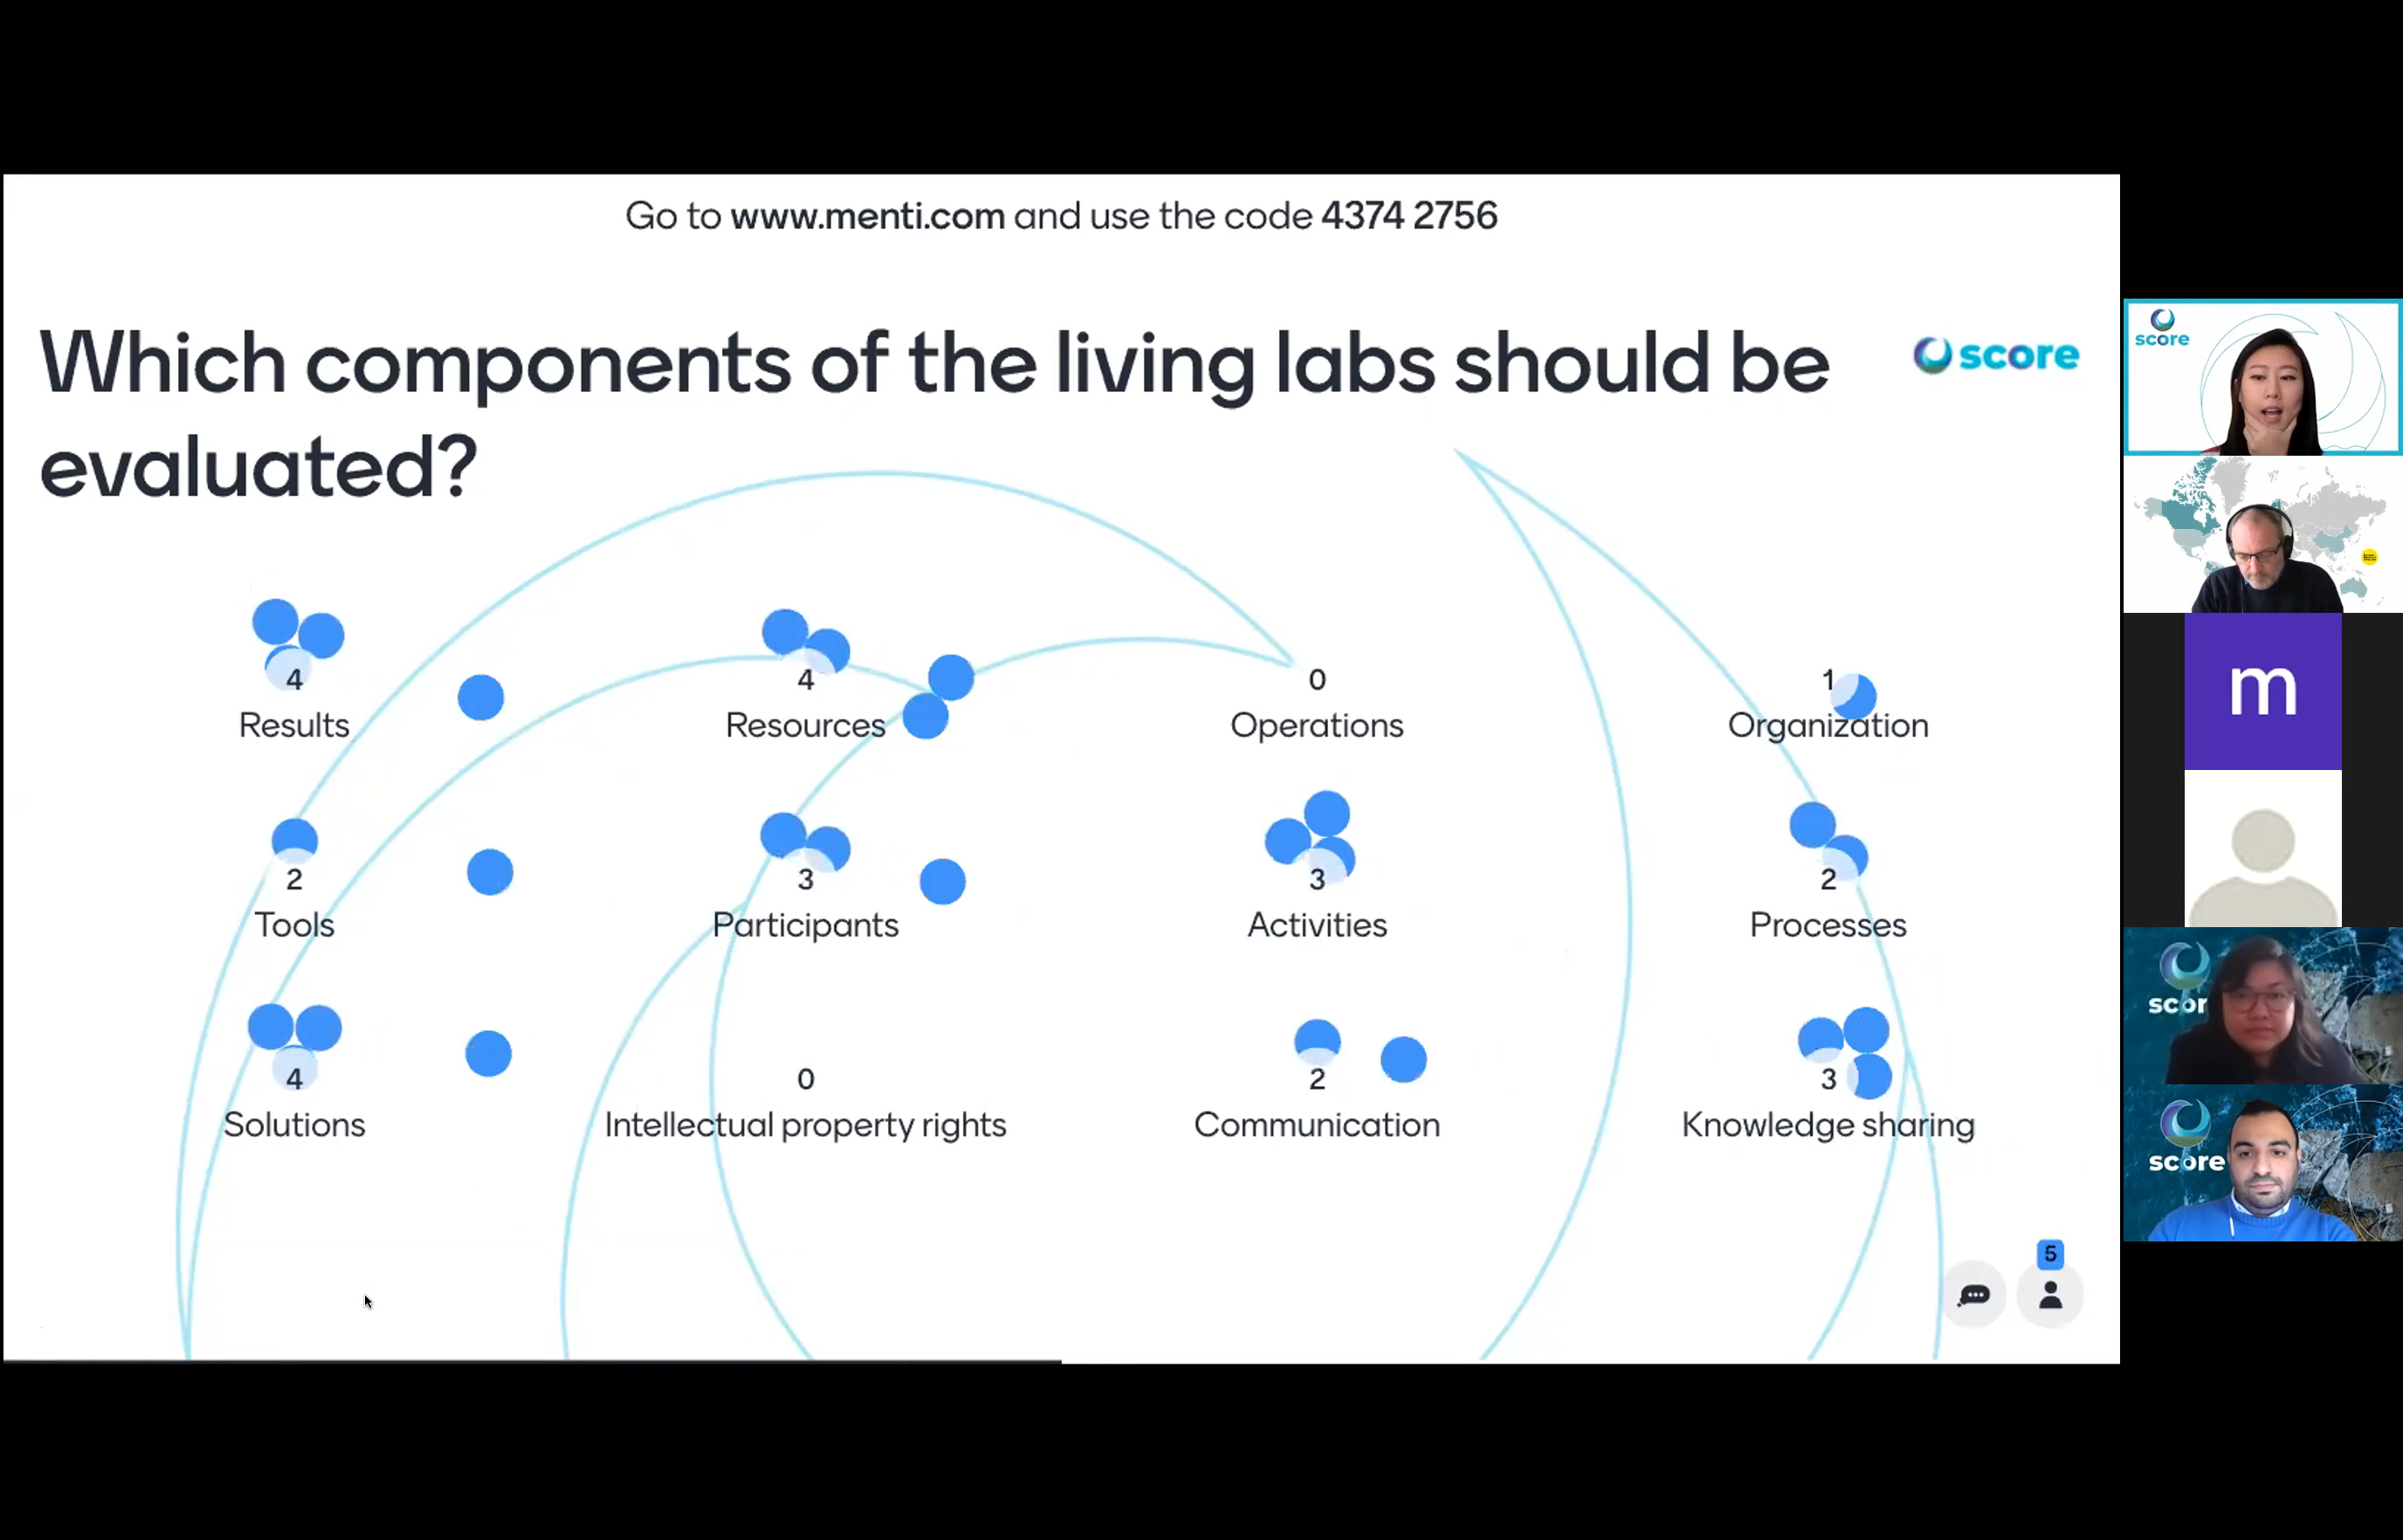 Go to www.menti.com and use the code 4374 2756
Which components of the living labs should be
evaluated?
score
4
Results
4
Resources
0
Operations
1
Organization
2
Tools
3
Participants
3
Activities
2
Processes
4
Solutions
0
Intellectual property rights
2
Communication
3
Knowledge sharing
5
score
m
scor
score